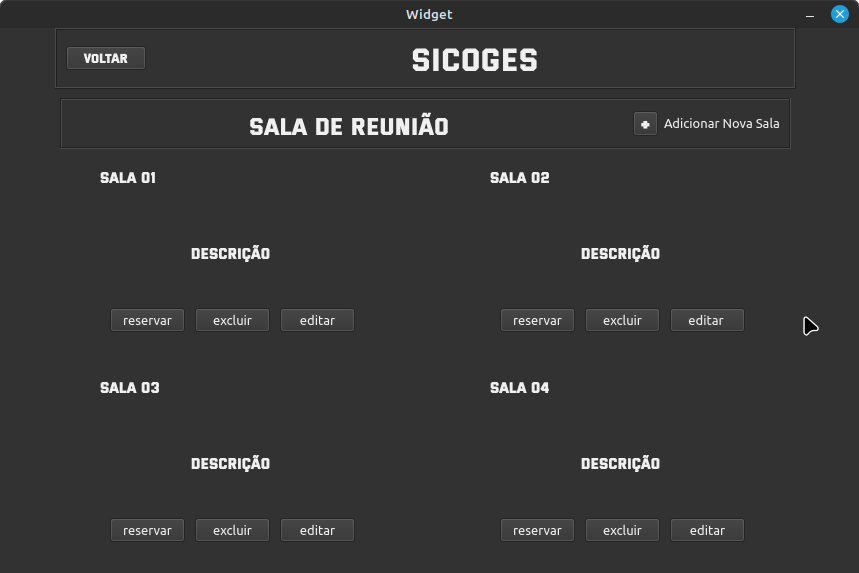 Widget
VOLTAR
SICOGES
SALA DE REUNIÃO
+ Adicionar Nova Sala
SALA 01
SALA 02
DESCRIÇÃO
DESCRIÇÃO
reservar excluir editar
reservar excluir editar
SALA 03
SALA 04
DESCRIÇÃO
DESCRIÇÃO
reservar excluir editar
reservar excluir editar